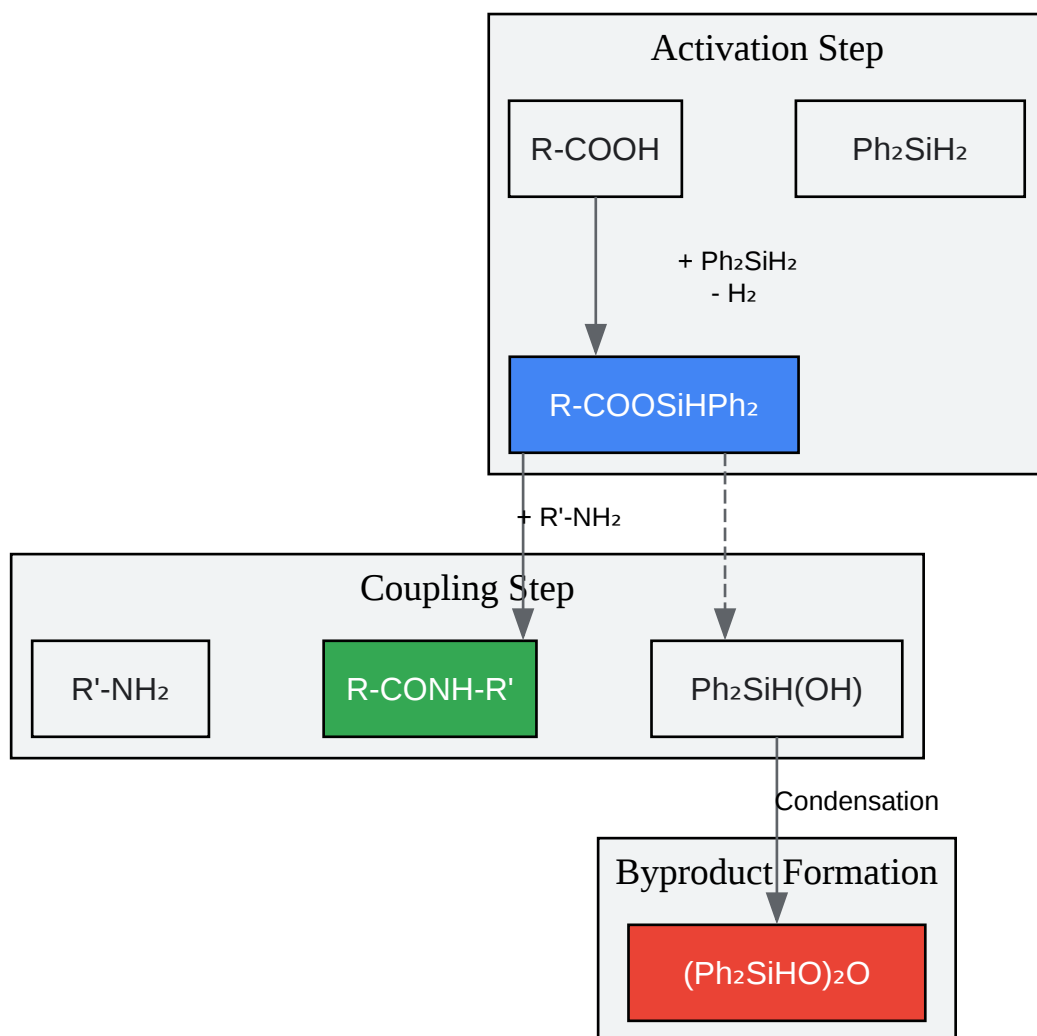 Activation Step
R-COOH
Ph₂SiH₂
+ Ph₂SiH₂
- H₂
R-COOSiHPh₂
+ R'-NH₂
Coupling Step
R'-NH₂
R-CONH-R'
Ph₂SiH(OH)
Condensation
Byproduct Formation
(Ph₂SiHO)₂O